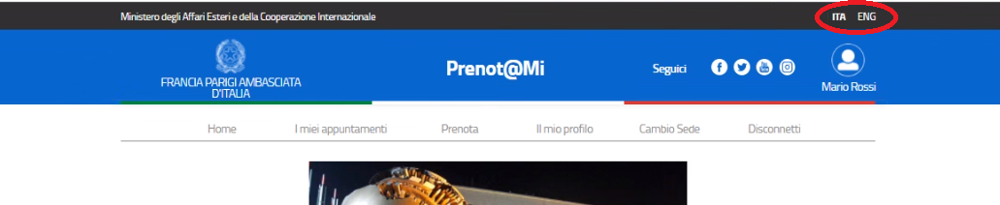 Ministero degli Affari Esteri e della Cooperazione Internazionale
ITA ENG
FRANCIA PARIGI AMBASCIATA
D'ITALIA
Prenot@Mi
Seguici
Mario Rossi
Home I miei appuntamenti Prenota Il mio profilo Cambio Sede Disconnetti